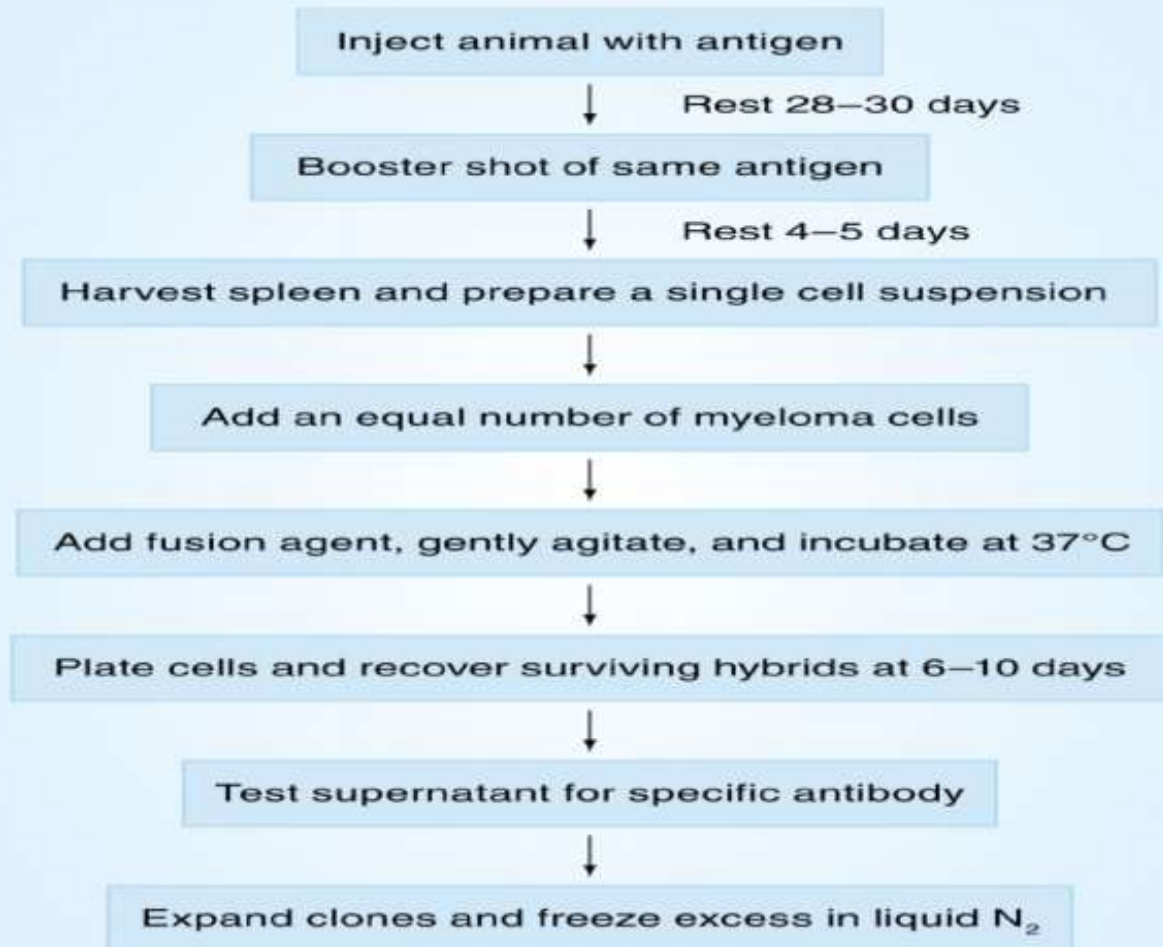 Inject animal with antigen
Rest 28–30 days
Booster shot of same antigen
Rest 4–5 days
Harvest spleen and prepare a single cell suspension
Add an equal number of myeloma cells
Add fusion agent, gently agitate, and incubate at 37°C
Plate cells and recover surviving hybrids at 6–10 days
Test supernatant for specific antibody
Expand clones and freeze excess in liquid N₂